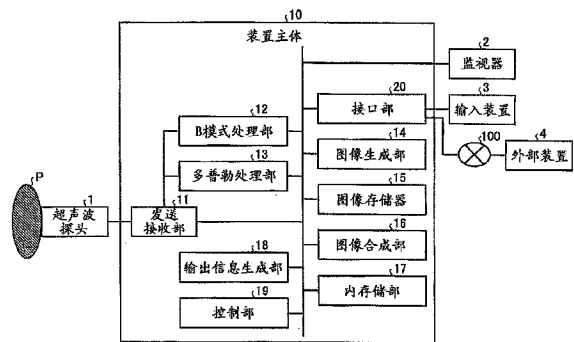 10
装置主体
2
监视器
20
接口部
3
输入装置
12
B模式处理部
14
图像生成部
100
4
外部装置
13
多普勒处理部
P
1
超声波
探头
11
发送
接收部
15
图像存储器
16
图像合成部
18
输出信息生成部
17
内存储部
19
控制部